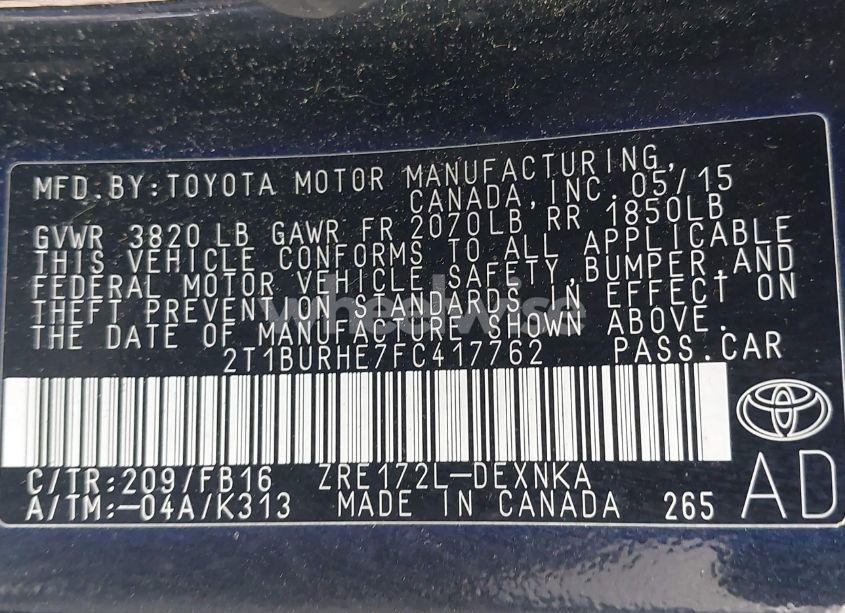 MFD. BY: TOYOTA MOTOR MANUFACTURING,
CANADA, INC. 05/15
GVWR 3820 LB GAWR FR 2070LB RR 1850LB
THIS VEHICLE CONFORMS TO ALL APPLICABLE
FEDERAL MOTOR VEHICLE SAFETY, BUMPER, AND
THEFT PREVENTION STANDARDS IN EFFECT ON
THE DATE OF MANUFACTURE SHOWN ABOVE.
2T1BURHE7FC417762 PASS. CAR
C/TR: 209/FB16 ZRE172L-DEXNKA
A/TM: -04A/K313 MADE IN CANADA 265
AD
wheelwise